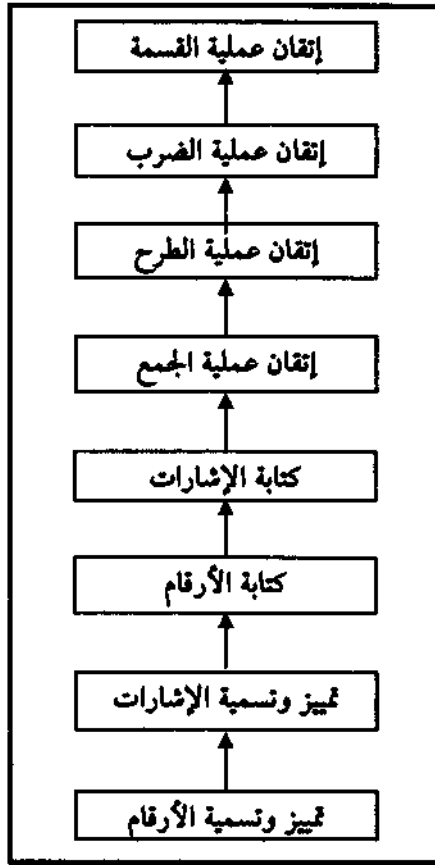 إتقان عملية القسمة
إتقان عملية الضرب
إتقان عملية الطرح
إتقان عملية الجمع
كتابة الإشارات
كتابة الأرقام
تمييز وتسمية الإشارات
تمييز وتسمية الأرقام